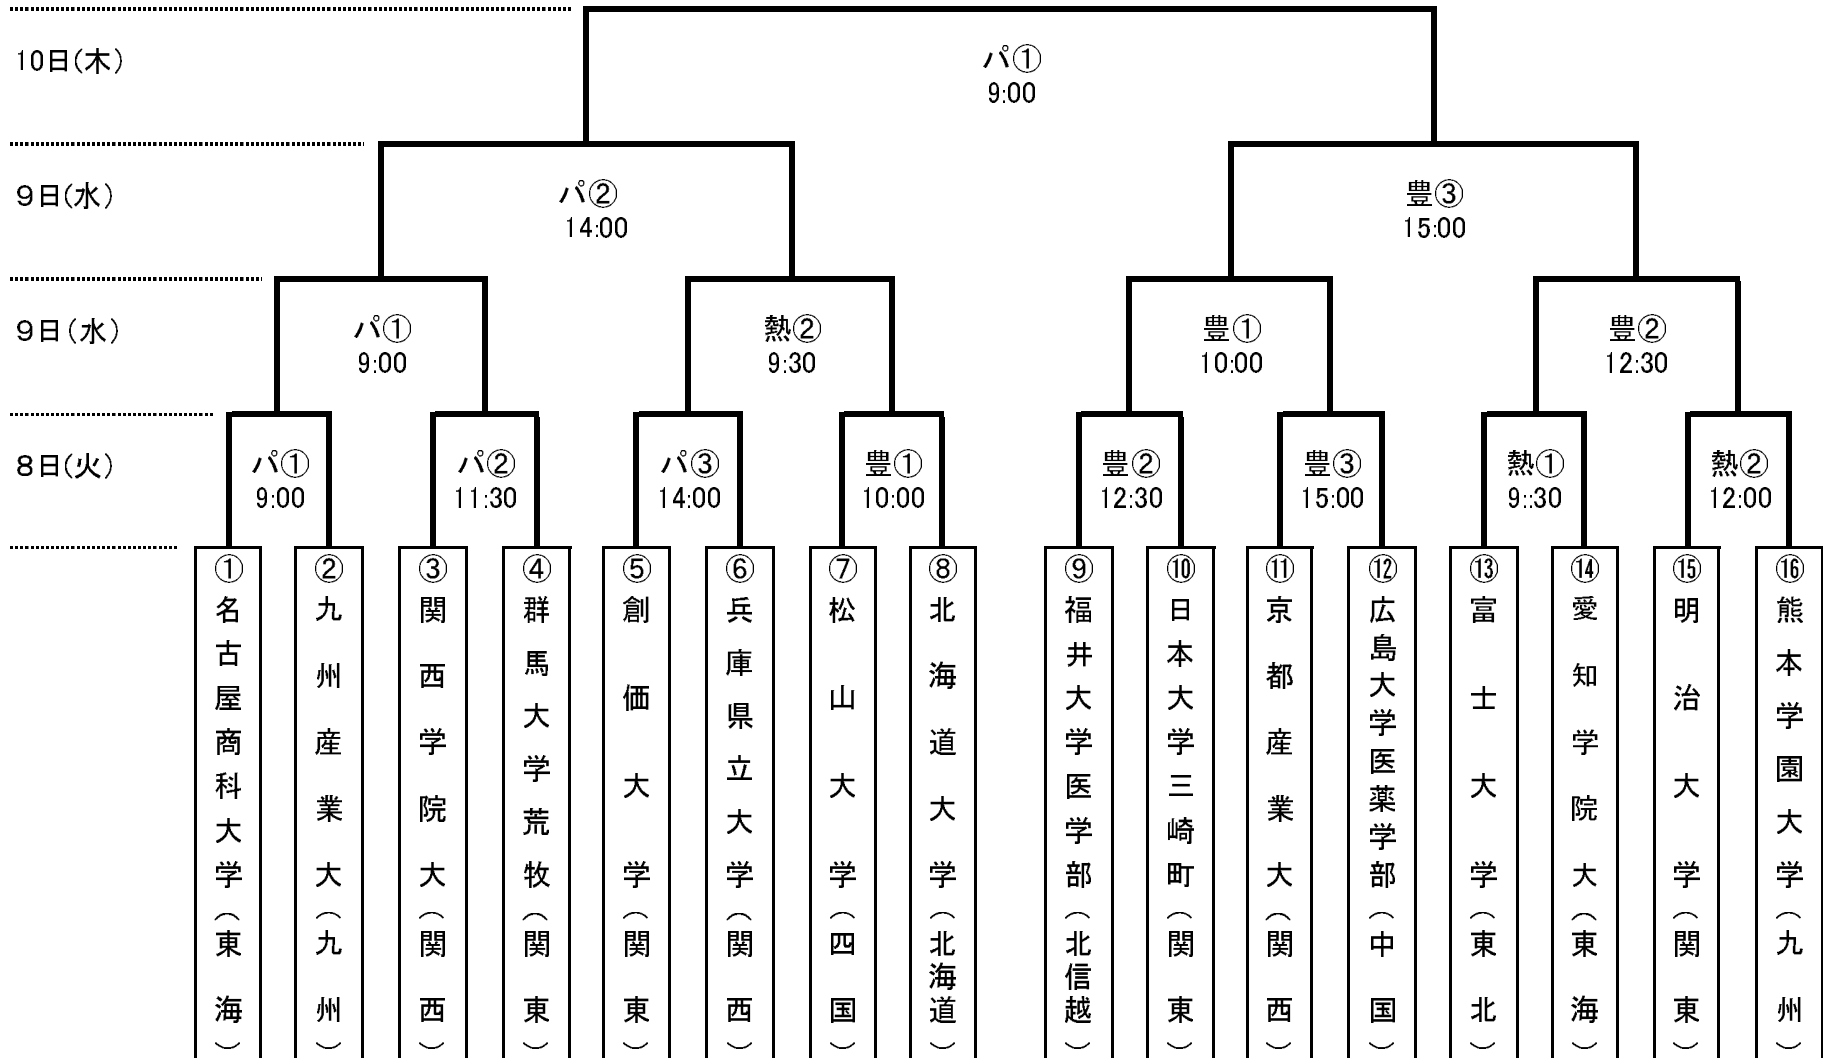 10日(木)
パ①
9:00
9日(水)
パ②
14:00
豊③
15:00
9日(水)
パ①
9:00
熱②
9:30
豊①
10:00
豊②
12:30
8日(火)
パ①
9:00
パ②
11:30
パ③
14:00
豊①
10:00
豊②
12:30
豊③
15:00
熱①
9::30
熱②
12:00
①名古屋商科大学(東海)
②九州産業大(九州)
③関西学院大(関西)
④群馬大学荒牧(関東)
⑤創価大学(関東)
⑥兵庫県立大学(関西)
⑦松山大学(四国)
⑧北海道大学(北海道)
⑨福井大学医学部(北信越)
⑩日本大学三崎町(関東)
⑪京都産業大(関西)
⑫広島大学医薬学部(中国)
⑬富士大学(東北)
⑭愛知学院大(東海)
⑮明治大学(関東)
⑯熊本学園大学(九州)